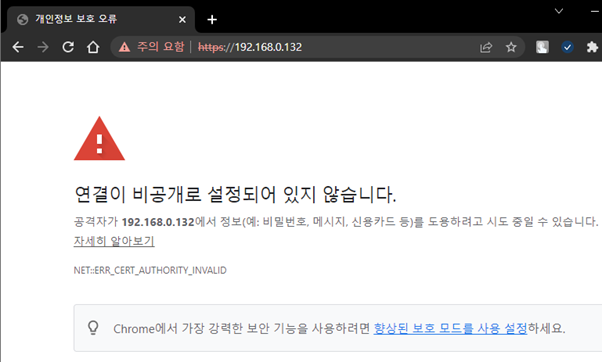 개인정보 보호 오류
주의 요함 https://192.168.0.132
연결이 비공개로 설정되어 있지 않습니다.
공격자가 192.168.0.132에서 정보(예: 비밀번호, 메시지, 신용카드 등)를 도용하려고 시도 중일 수 있습니다.
자세히 알아보기
NET::ERR_CERT_AUTHORITY_INVALID
Chrome에서 가장 강력한 보안 기능을 사용하려면 향상된 보호 모드를 사용 설정하세요.